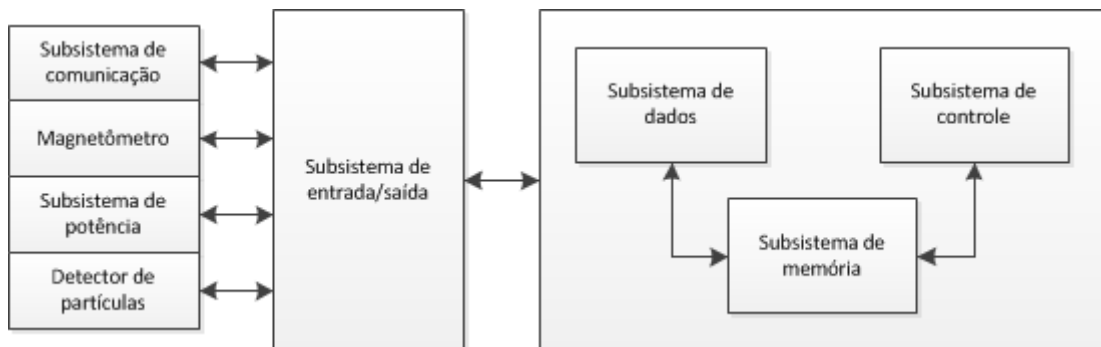 Subsistema de
comunicação
Magnetômetro
Subsistema de
potência
Detector de
partículas
Subsistema de
entrada/saída
Subsistema de
dados
Subsistema de
controle
Subsistema de
memória